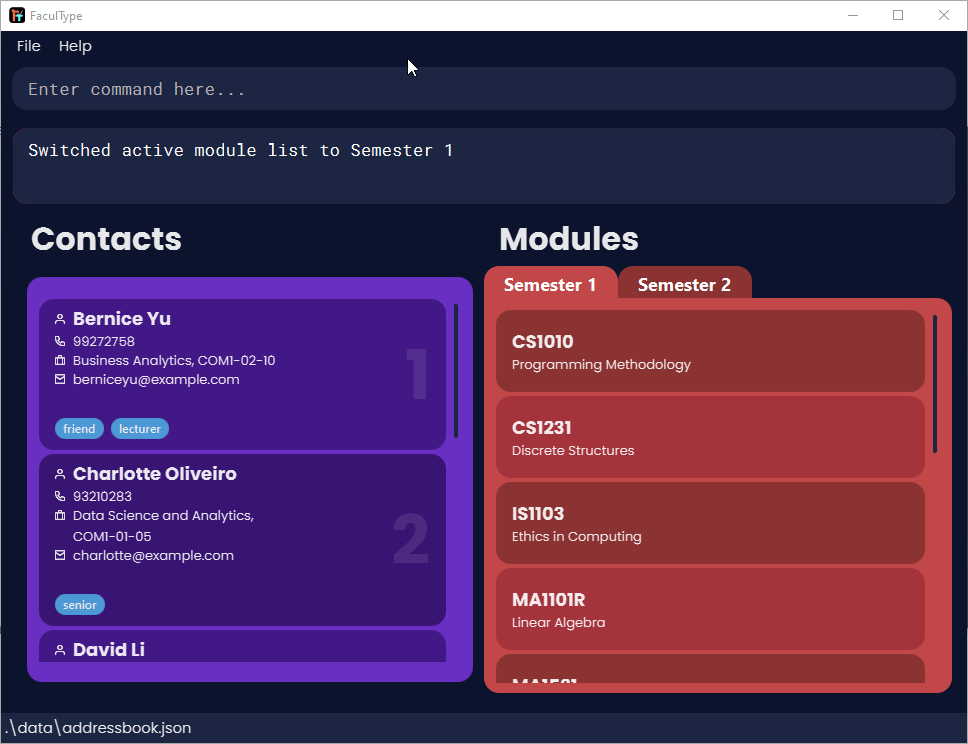 FaculType
File Help
Enter command here...
Switched active module list to Semester 1
Contacts
Bernice Yu
99272758
Business Analytics, COM1-02-10
berniceyu@example.com
1
friend lecturer
Charlotte Oliveiro
93210283
Data Science and Analytics,
COM1-01-05
charlotte@example.com
2
senior
David Li
Modules
Semester 1 Semester 2
CS1010
Programming Methodology
CS1231
Discrete Structures
IS1103
Ethics in Computing
MA1101R
Linear Algebra
.\data\addressbook.json